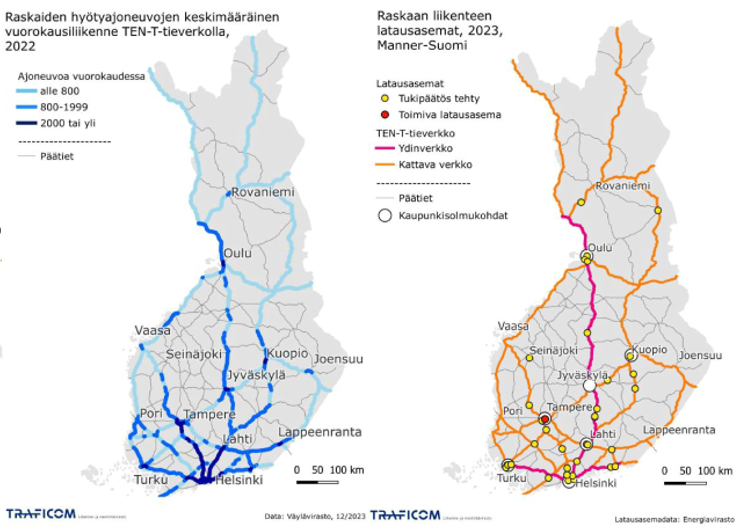 Raskaiden hyötyajoneuvojen keskimääräinen
vuorokausiliikenne TEN-T-tieverkolla,
2022
Ajoneuvoa vuorokaudessa
alle 800
800-1999
2000 tai yli
Päätiet
Rovaniemi
Oulu
Vaasa
Seinäjoki
Kuopio
Joensuu
Jyväskylä
Pori
Tampere
Lahti
Lappeenranta
Turku
Helsinki
0 50 100 km
TRAFICOM
Data: Väylävirasto, 12/2023
Raskaan liikenteen
latausasemat, 2023,
Manner-Suomi
Latausasemat
Tukipäätös tehty
Toimiva latausasema
TEN-T-tieverkko
Ydinverkko
Kattava verkko
Päätiet
Kaupunkisolmukohdat
Rovaniemi
Oulu
Vaasa
Seinäjoki
Kuopio
Jyväskylä
Joensuu
Pori
Tampere
Lahti
Lappeenranta
Turku
Helsinki
0 50 100 km
TRAFICOM
Latausasemadata: Energiavirasto